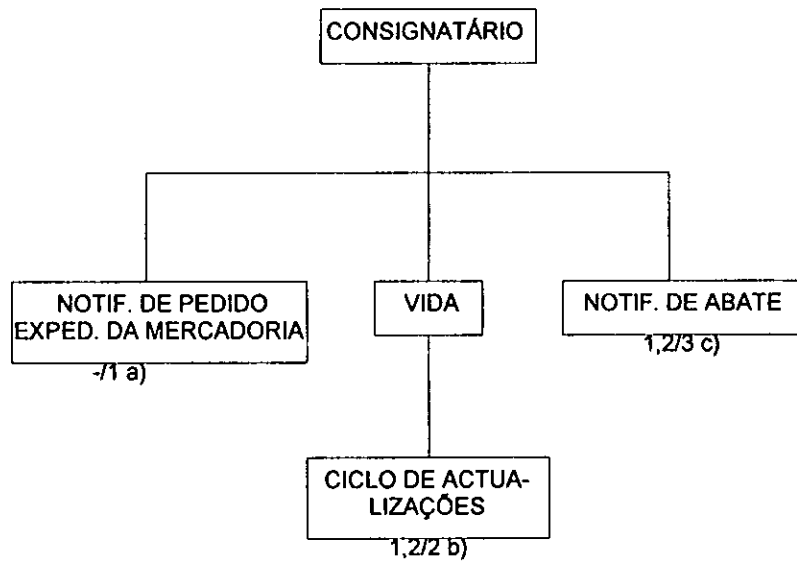 CONSIGNATÁRIO
NOTIF. DE PEDIDO
EXPED. DA MERCADORIA
-/1 a)
VIDA
NOTIF. DE ABATE
1,2/3 c)
CICLO DE ACTUA-
LIZAÇÕES
1,2/2 b)